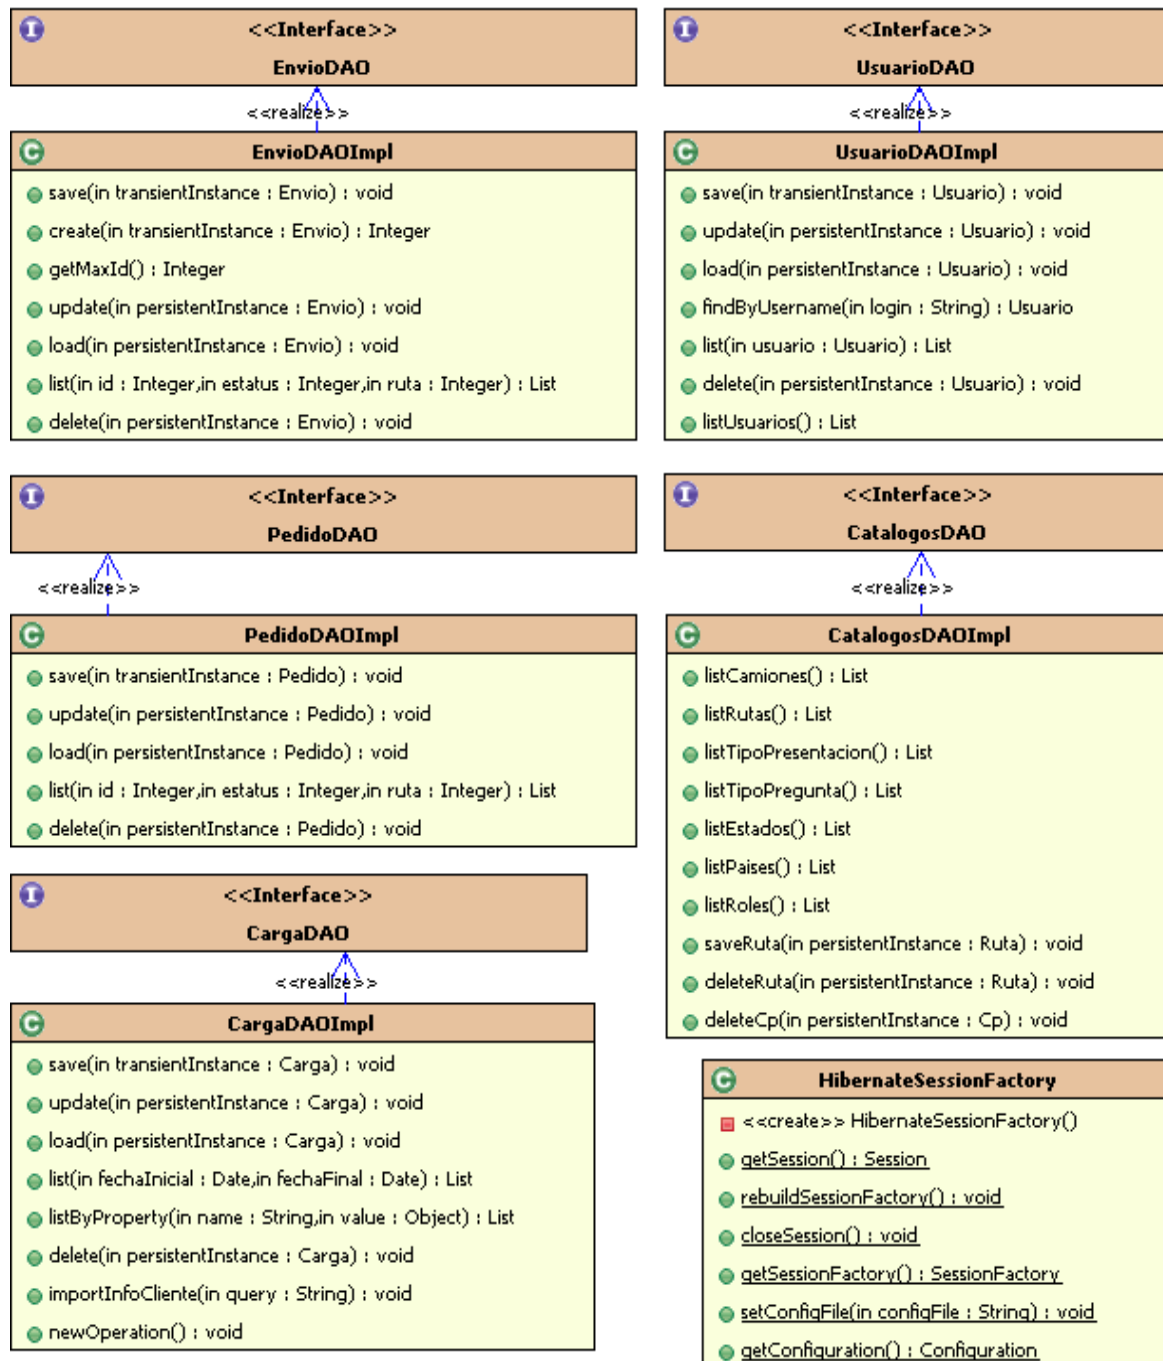 <<Interface>>
EnvioDAO
<<realize>>
EnvioDAOImpl
save(in transientInstance : Envio) : void
create(in transientInstance : Envio) : Integer
getMaxId() : Integer
update(in persistentInstance : Envio) : void
load(in persistentInstance : Envio) : void
list(in id : Integer,in estatus : Integer,in ruta : Integer) : List
delete(in persistentInstance : Envio) : void
<<Interface>>
UsuarioDAO
<<realize>>
UsuarioDAOImpl
save(in transientInstance : Usuario) : void
update(in persistentInstance : Usuario) : void
load(in persistentInstance : Usuario) : void
findByUsername(in login : String) : Usuario
list(in usuario : Usuario) : List
delete(in persistentInstance : Usuario) : void
listUsuarios() : List
<<Interface>>
PedidoDAO
<<realize>>
PedidoDAOImpl
save(in transientInstance : Pedido) : void
update(in persistentInstance : Pedido) : void
load(in persistentInstance : Pedido) : void
list(in id : Integer,in estatus : Integer,in ruta : Integer) : List
delete(in persistentInstance : Pedido) : void
<<Interface>>
CatalogosDAO
<<realize>>
CatalogosDAOImpl
listCamiones() : List
listRutas() : List
listTipoPresentacion() : List
listTipoPregunta() : List
listEstados() : List
listPaises() : List
listRoles() : List
saveRuta(in persistentInstance : Ruta) : void
deleteRuta(in persistentInstance : Ruta) : void
deleteCp(in persistentInstance : Cp) : void
<<Interface>>
CargaDAO
<<realize>>
CargaDAOImpl
save(in transientInstance : Carga) : void
update(in persistentInstance : Carga) : void
load(in persistentInstance : Carga) : void
list(in fechaInicial : Date,in fechaFinal : Date) : List
listByProperty(in name : String,in value : Object) : List
delete(in persistentInstance : Carga) : void
importInfoCliente(in query : String) : void
newOperation() : void
HibernateSessionFactory
<<create>> HibernateSessionFactory()
getSession() : Session
rebuildSessionFactory() : void
closeSession() : void
getSessionFactory() : SessionFactory
setConfigFile(in configFile : String) : void
getConfiguration() : Configuration